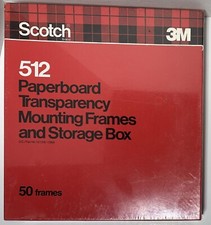 Scotch
3M
512
Paperboard
Transparency
Mounting Frames
and Storage Box
50 frames